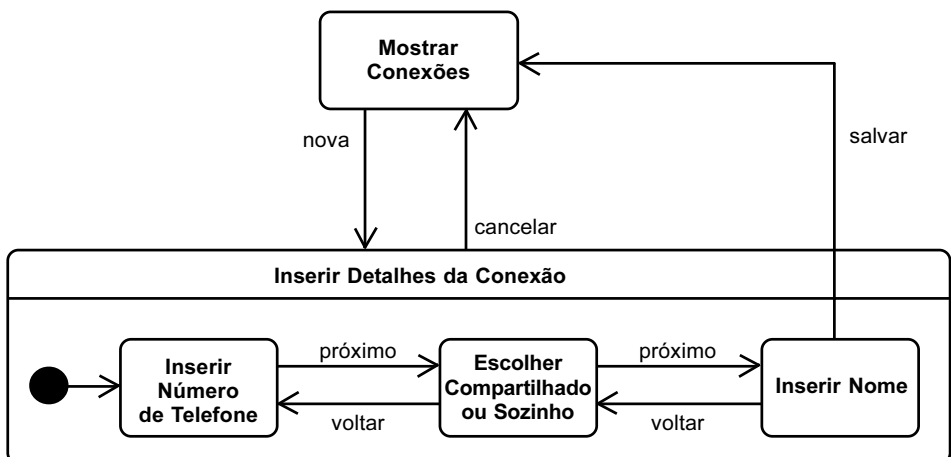 Mostrar
Conexões
nova
salvar
cancelar
Inserir Detalhes da Conexão
Inserir
Número
de Telefone
próximo
voltar
Escolher
Compartilhado
ou Sozinho
próximo
voltar
Inserir Nome